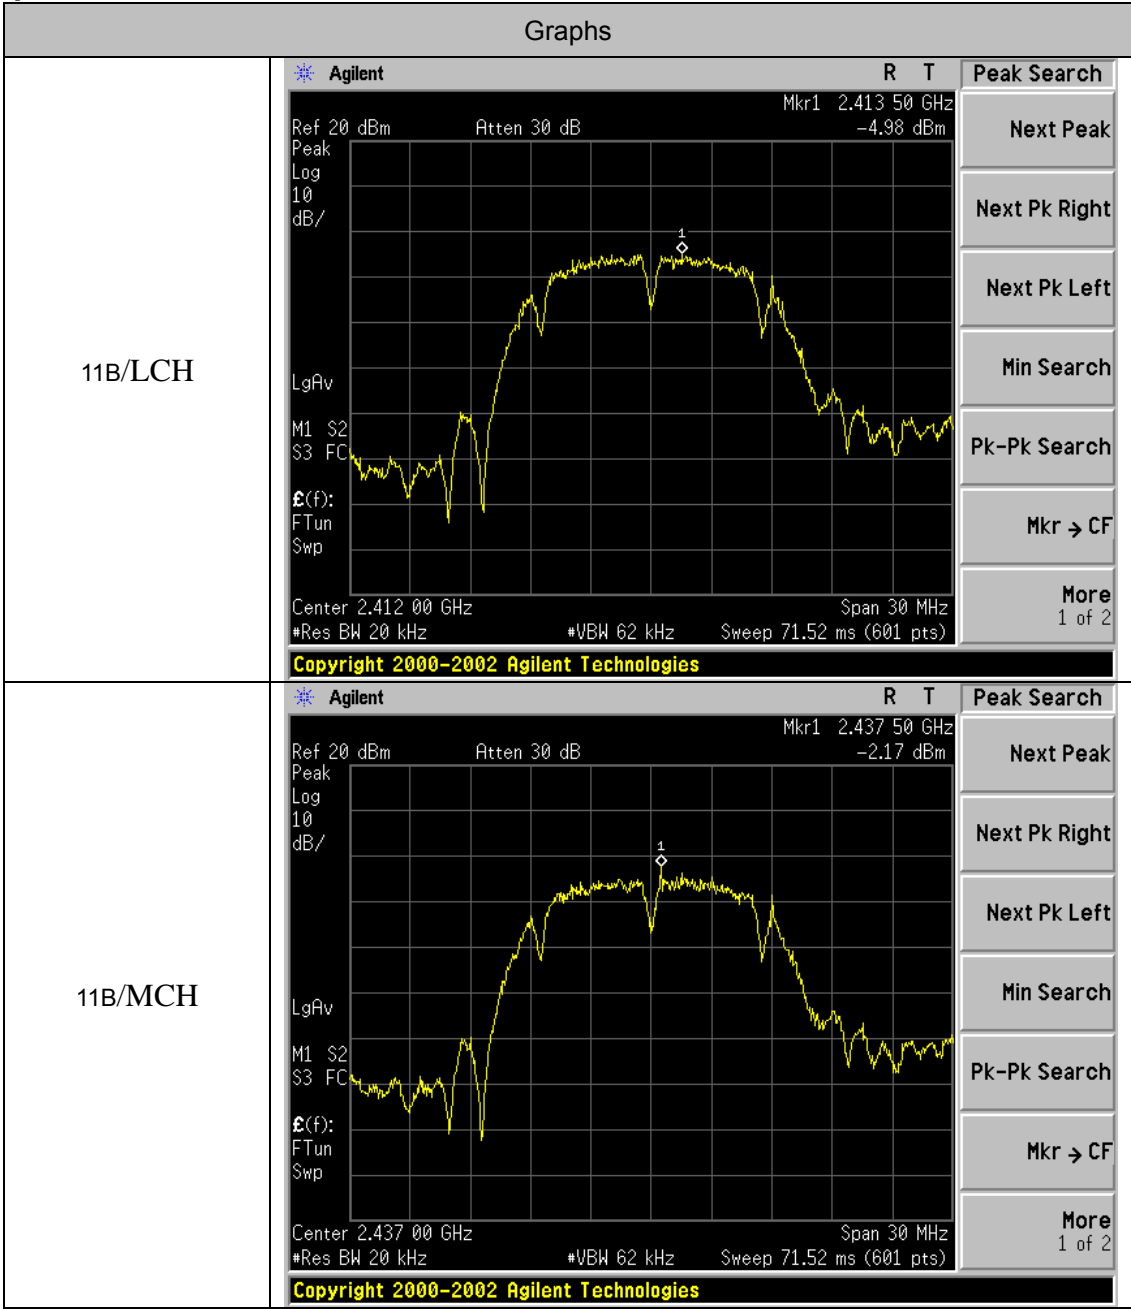 Graphs
11B/LCH
Agilent R T Peak Search
Mkr1 2.413 50 GHz
Ref 20 dBm Atten 30 dB -4.98 dBm
Peak
Log
10
dB/
1
LgAv
M1 S2
S3 FC
£(f):
FTun
Swp
Center 2.412 00 GHz Span 30 MHz
#Res BW 20 kHz #VBW 62 kHz Sweep 71.52 ms (601 pts)
Copyright 2000-2002 Agilent Technologies
Next Peak
Next Pk Right
Next Pk Left
Min Search
Pk-Pk Search
Mkr → CF
More
1 of 2
11B/MCH
Agilent R T Peak Search
Mkr1 2.437 50 GHz
Ref 20 dBm Atten 30 dB -2.17 dBm
Peak
Log
10
dB/
1
LgAv
M1 S2
S3 FC
£(f):
FTun
Swp
Center 2.437 00 GHz Span 30 MHz
#Res BW 20 kHz #VBW 62 kHz Sweep 71.52 ms (601 pts)
Copyright 2000-2002 Agilent Technologies
Next Peak
Next Pk Right
Next Pk Left
Min Search
Pk-Pk Search
Mkr → CF
More
1 of 2